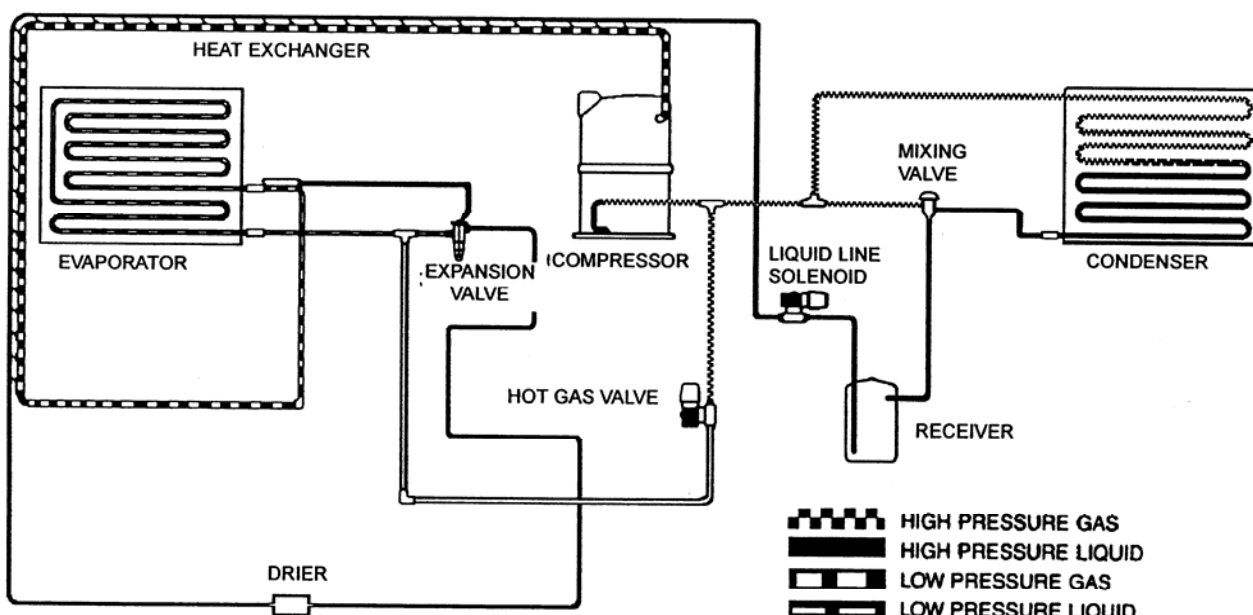 HEAT EXCHANGER
MIXING
VALVE
EVAPORATOR
EXPANSION
VALVE
COMPRESSOR
LIQUID LINE
SOLENOID
CONDENSER
HOT GAS VALVE
RECEIVER
DRIER
HIGH PRESSURE GAS
HIGH PRESSURE LIQUID
LOW PRESSURE GAS
LOW PRESSURE LIQUID